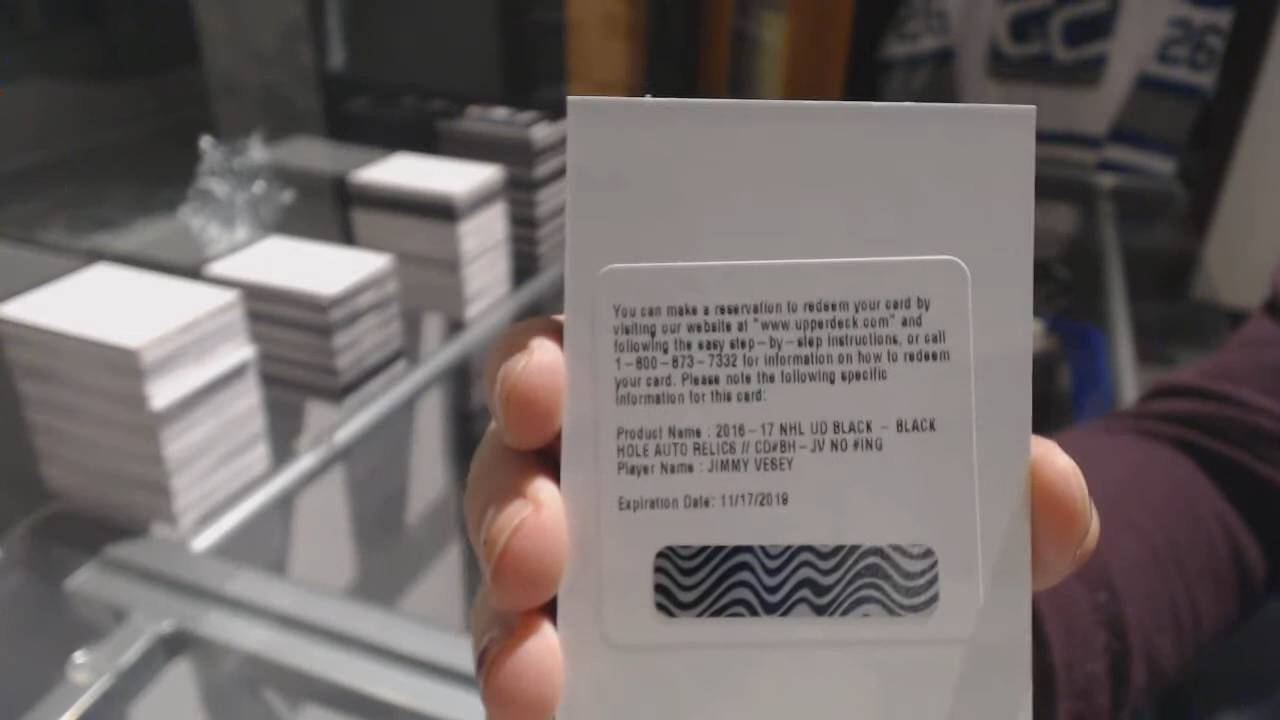 26
You can make a reservation to redeem your card by
visiting our website at "www.upperdeck.com" and
following the easy step-by-step instructions, or call
1-800-873-7332 for information on how to redeem
your card. Please note the following specific
information for this card:
Product Name : 2016-17 NHL UD BLACK - BLACK
HOLE AUTO RELICS // CD#BH-JV NO #ING
Player Name : JIMMY VESEY
Expiration Date: 11/17/2019